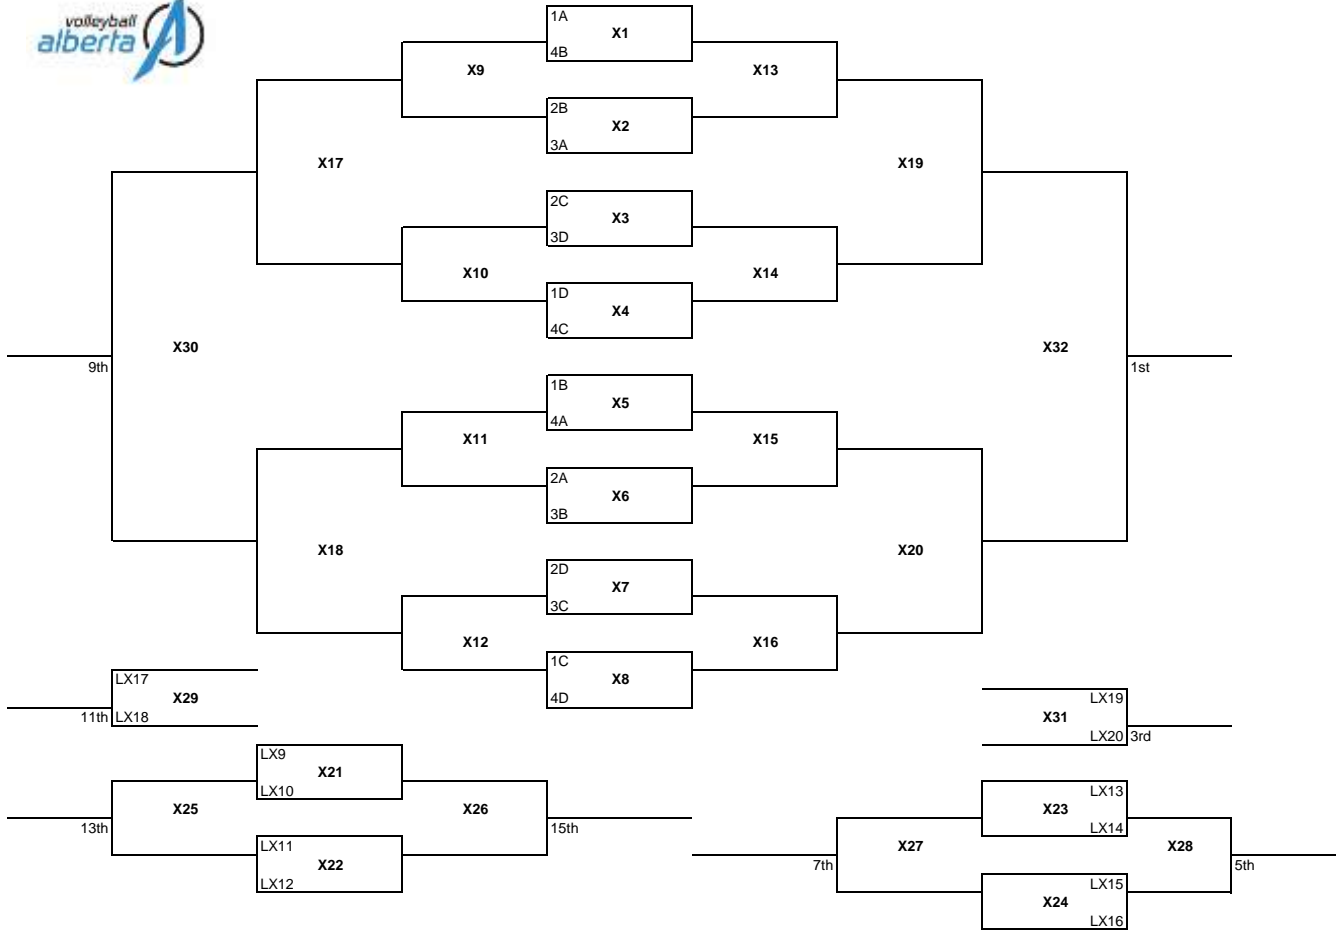 volleyball
alberta
1A
X1
4B
X9
X13
2B
X2
3A
X17
X19
2C
X3
3D
X10
X14
1D
X4
4C
X30
X32
9th
1st
1B
X5
4A
X11
X15
2A
X6
3B
X18
X20
2D
X7
3C
X12
X16
1C
X8
4D
LX17
X29
11th LX18
LX19
X31
LX20 3rd
LX9
X21
LX10
X25
X26
13th
15th
LX11
X22
LX12
LX13
X23
LX14
X27
X28
7th
5th
LX15
X24
LX16